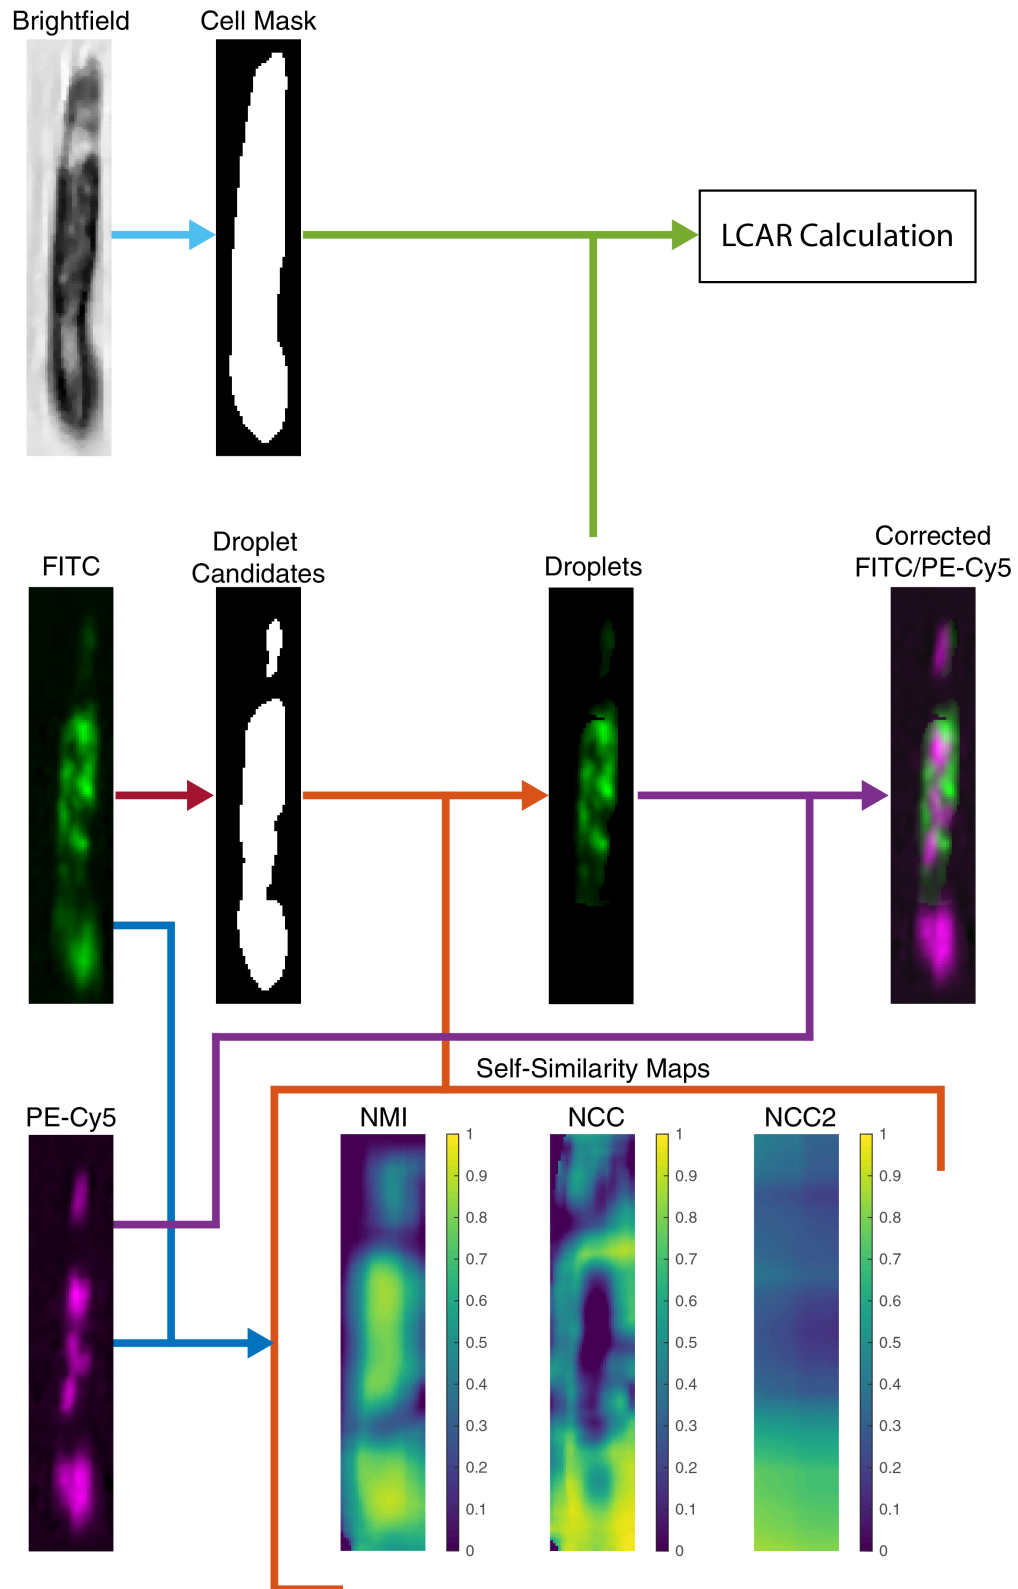 Brightfield
Cell Mask
LCAR Calculation
FITC
Droplet
Candidates
Droplets
Corrected
FITC/PE-Cy5
Self-Similarity Maps
PE-Cy5
NMI
NCC
NCC2
1
0.9
0.8
0.7
0.6
0.5
0.4
0.3
0.2
0.1
0
1
0.9
0.8
0.7
0.6
0.5
0.4
0.3
0.2
0.1
0
1
0.9
0.8
0.7
0.6
0.5
0.4
0.3
0.2
0.1
0